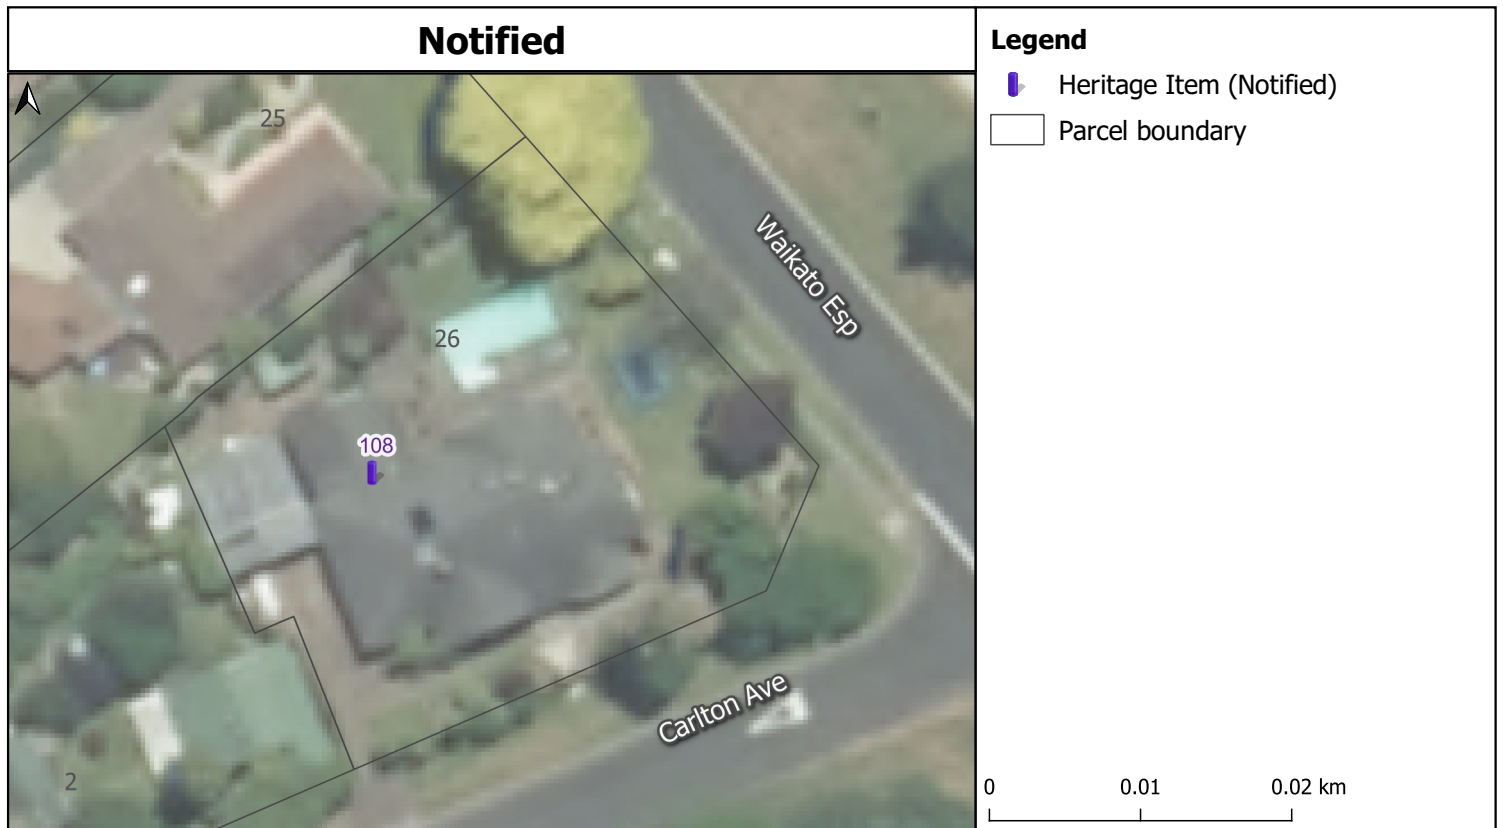 Notified
25
Waikato Esp
26
108
Carlton Ave
2
Legend
Heritage Item (Notified)
Parcel boundary
0 0.01 0.02 km